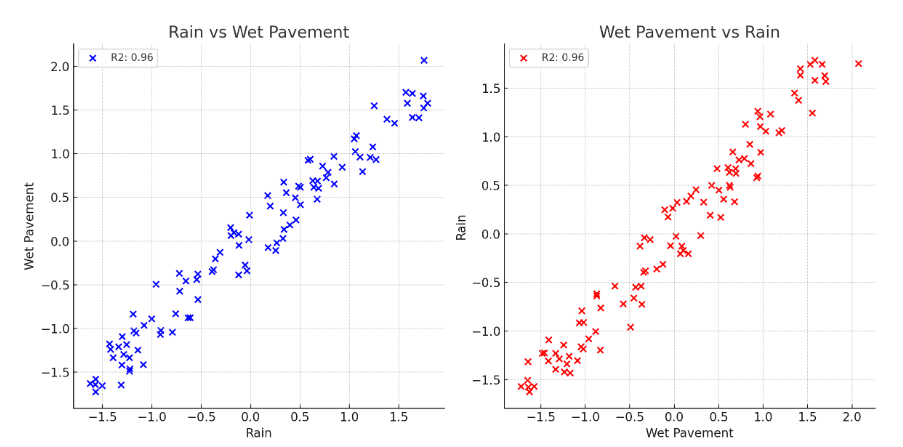 Rain vs Wet Pavement
R2: 0.96
2.0
1.5
1.0
0.5
0.0
−0.5
−1.0
−1.5
Wet Pavement
−1.5 −1.0 −0.5 0.0 0.5 1.0 1.5
Rain
Wet Pavement vs Rain
R2: 0.96
1.5
1.0
0.5
0.0
−0.5
−1.0
−1.5
Rain
−1.5 −1.0 −0.5 0.0 0.5 1.0 1.5 2.0
Wet Pavement